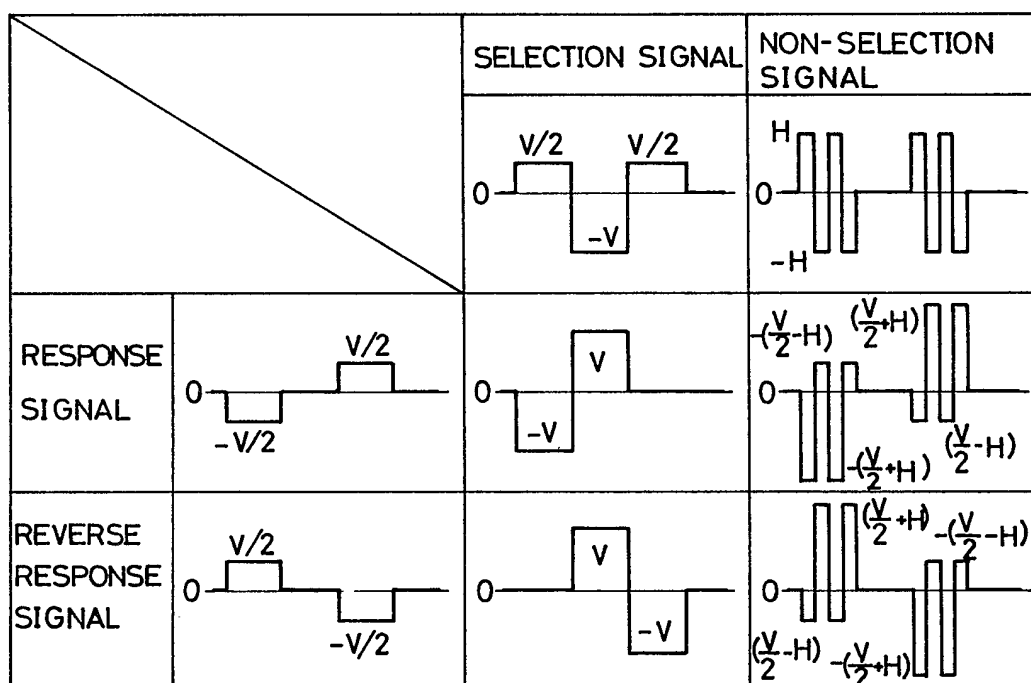 SELECTION SIGNAL
NON-SELECTION
SIGNAL
V/2
V/2
0
-V
H
0
-H
RESPONSE
SIGNAL
0
V/2
-V/2
0
V
-V
-(V/2-H)
(V/2+H)
0
-(V/2+H)
(V/2-H)
REVERSE
RESPONSE
SIGNAL
V/2
0
-V/2
0
V
-V
(V/2+H)
-(V/2-H)
0
(V/2-H)
-(V/2+H)